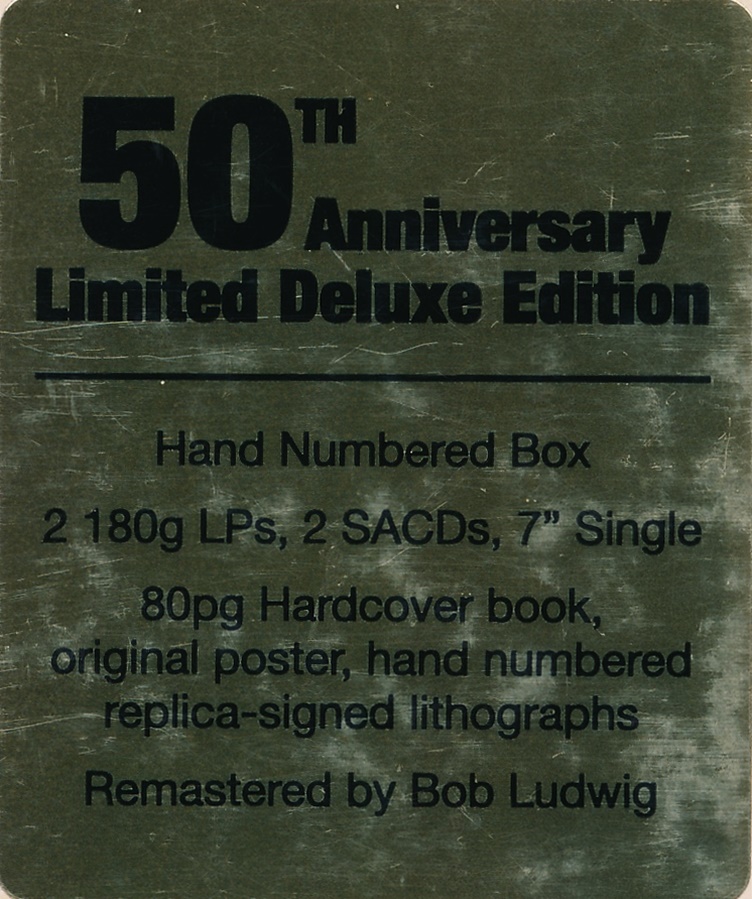 50TH
Anniversary
Limited Deluxe Edition
Hand Numbered Box
2 180g LPs, 2 SACDs, 7” Single
80pg Hardcover book,
original poster, hand numbered
replica-signed lithographs
Remastered by Bob Ludwig